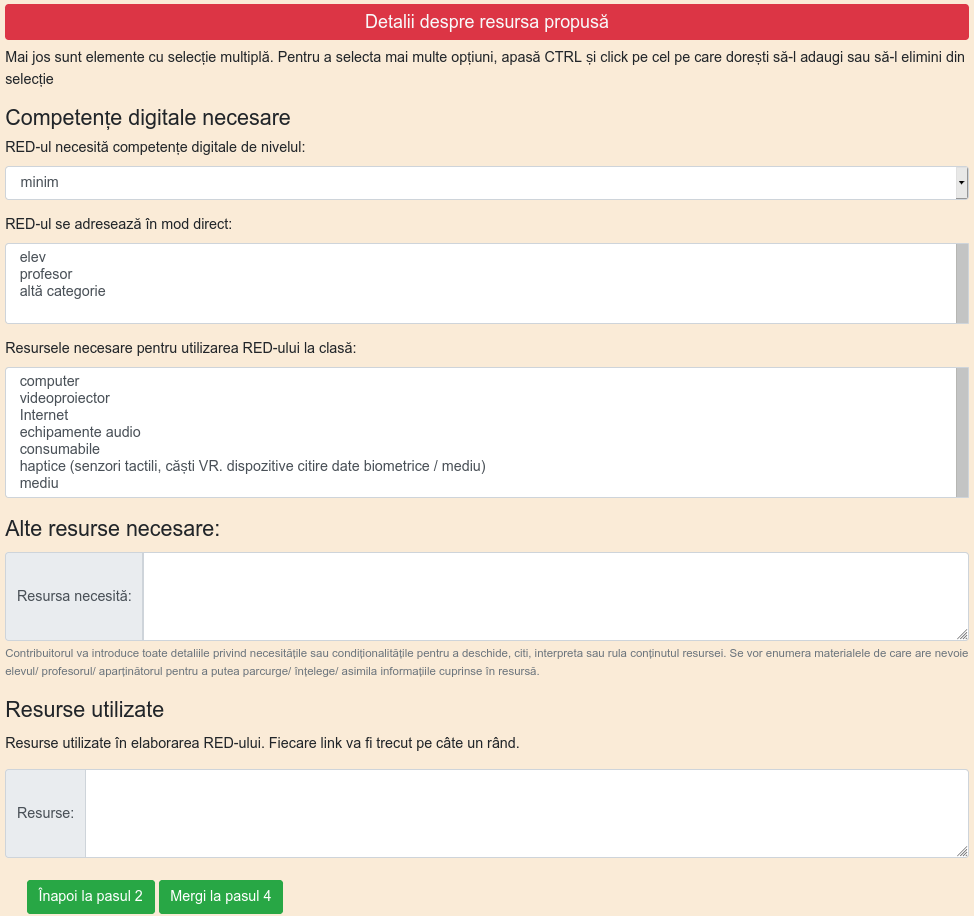 Detalii despre resursa propusă
Mai jos sunt elemente cu selecție multiplă. Pentru a selecta mai multe opțiuni, apasă CTRL și click pe cel pe care dorești să-l adaugi sau să-l elimini din
selecție
Competențe digitale necesare
RED-ul necesită competențe digitale de nivelul:
minim
RED-ul se adresează în mod direct:
elev
profesor
altă categorie
Resursele necesare pentru utilizarea RED-ului la clasă:
computer
videoproiector
Internet
echipamente audio
consumabile
haptice (senzori tactili, căști VR. dispozitive citire date biometrice / mediu)
mediu
Alte resurse necesare:
Resursa necesită:
Contribuitorul va introduce toate detaliile privind necesitățile sau condiționalitățile pentru a deschide, citi, interpreta sau rula conținutul resursei. Se vor enumera materialele de care are nevoie
elevul/ profesorul/ aparținătorul pentru a putea parcurge/ înțelege/ asimila informațiile cuprinse în resursă.
Resurse utilizate
Resurse utilizate în elaborarea RED-ului. Fiecare link va fi trecut pe câte un rând.
Resurse:
Înapoi la pasul 2 Mergi la pasul 4